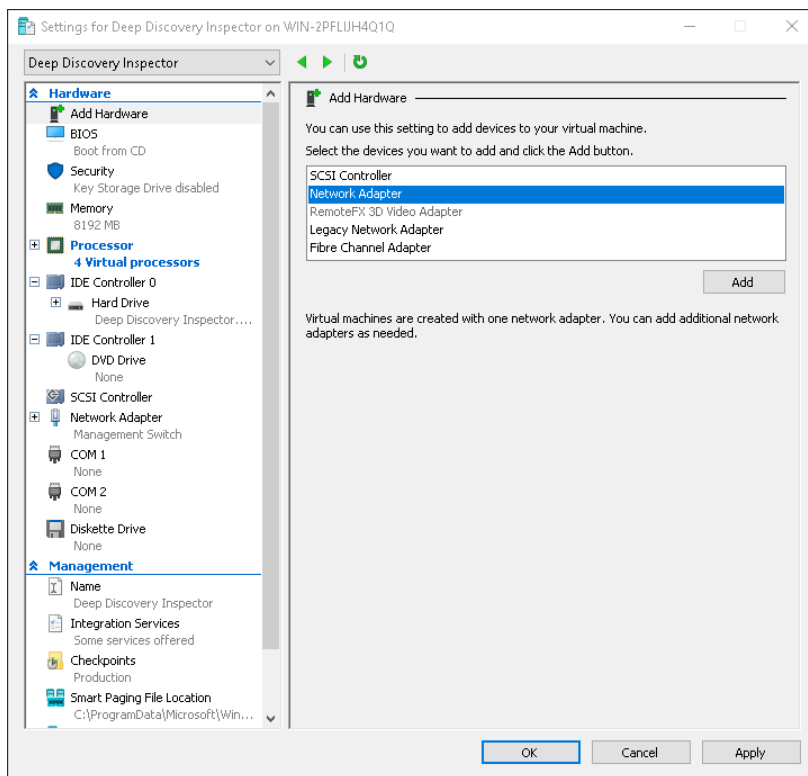 Settings for Deep Discovery Inspector on WIN-2PFLIJH4Q1Q
Deep Discovery Inspector
Hardware
Add Hardware
BIOS
Boot from CD
Security
Key Storage Drive disabled
Memory
8192 MB
Processor
4 Virtual processors
IDE Controller 0
Hard Drive
Deep Discovery Inspector....
IDE Controller 1
DVD Drive
None
SCSI Controller
Network Adapter
Management Switch
COM 1
None
COM 2
None
Diskette Drive
None
Management
Name
Deep Discovery Inspector
Integration Services
Some services offered
Checkpoints
Production
Smart Paging File Location
C:\ProgramData\Microsoft\Win...
Add Hardware
You can use this setting to add devices to your virtual machine.
Select the devices you want to add and click the Add button.
SCSI Controller
Network Adapter
RemoteFX 3D Video Adapter
Legacy Network Adapter
Fibre Channel Adapter
Add
Virtual machines are created with one network adapter. You can add additional network
adapters as needed.
OK
Cancel
Apply